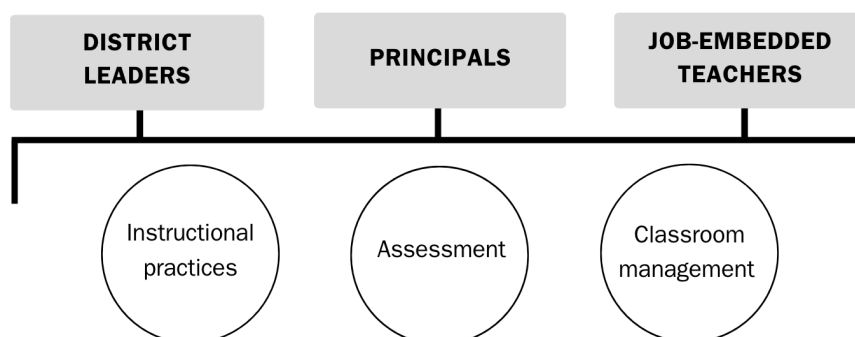 DISTRICT
LEADERS
PRINCIPALS
JOB-EMBEDDED
TEACHERS
Instructional
practices
Assessment
Classroom
management